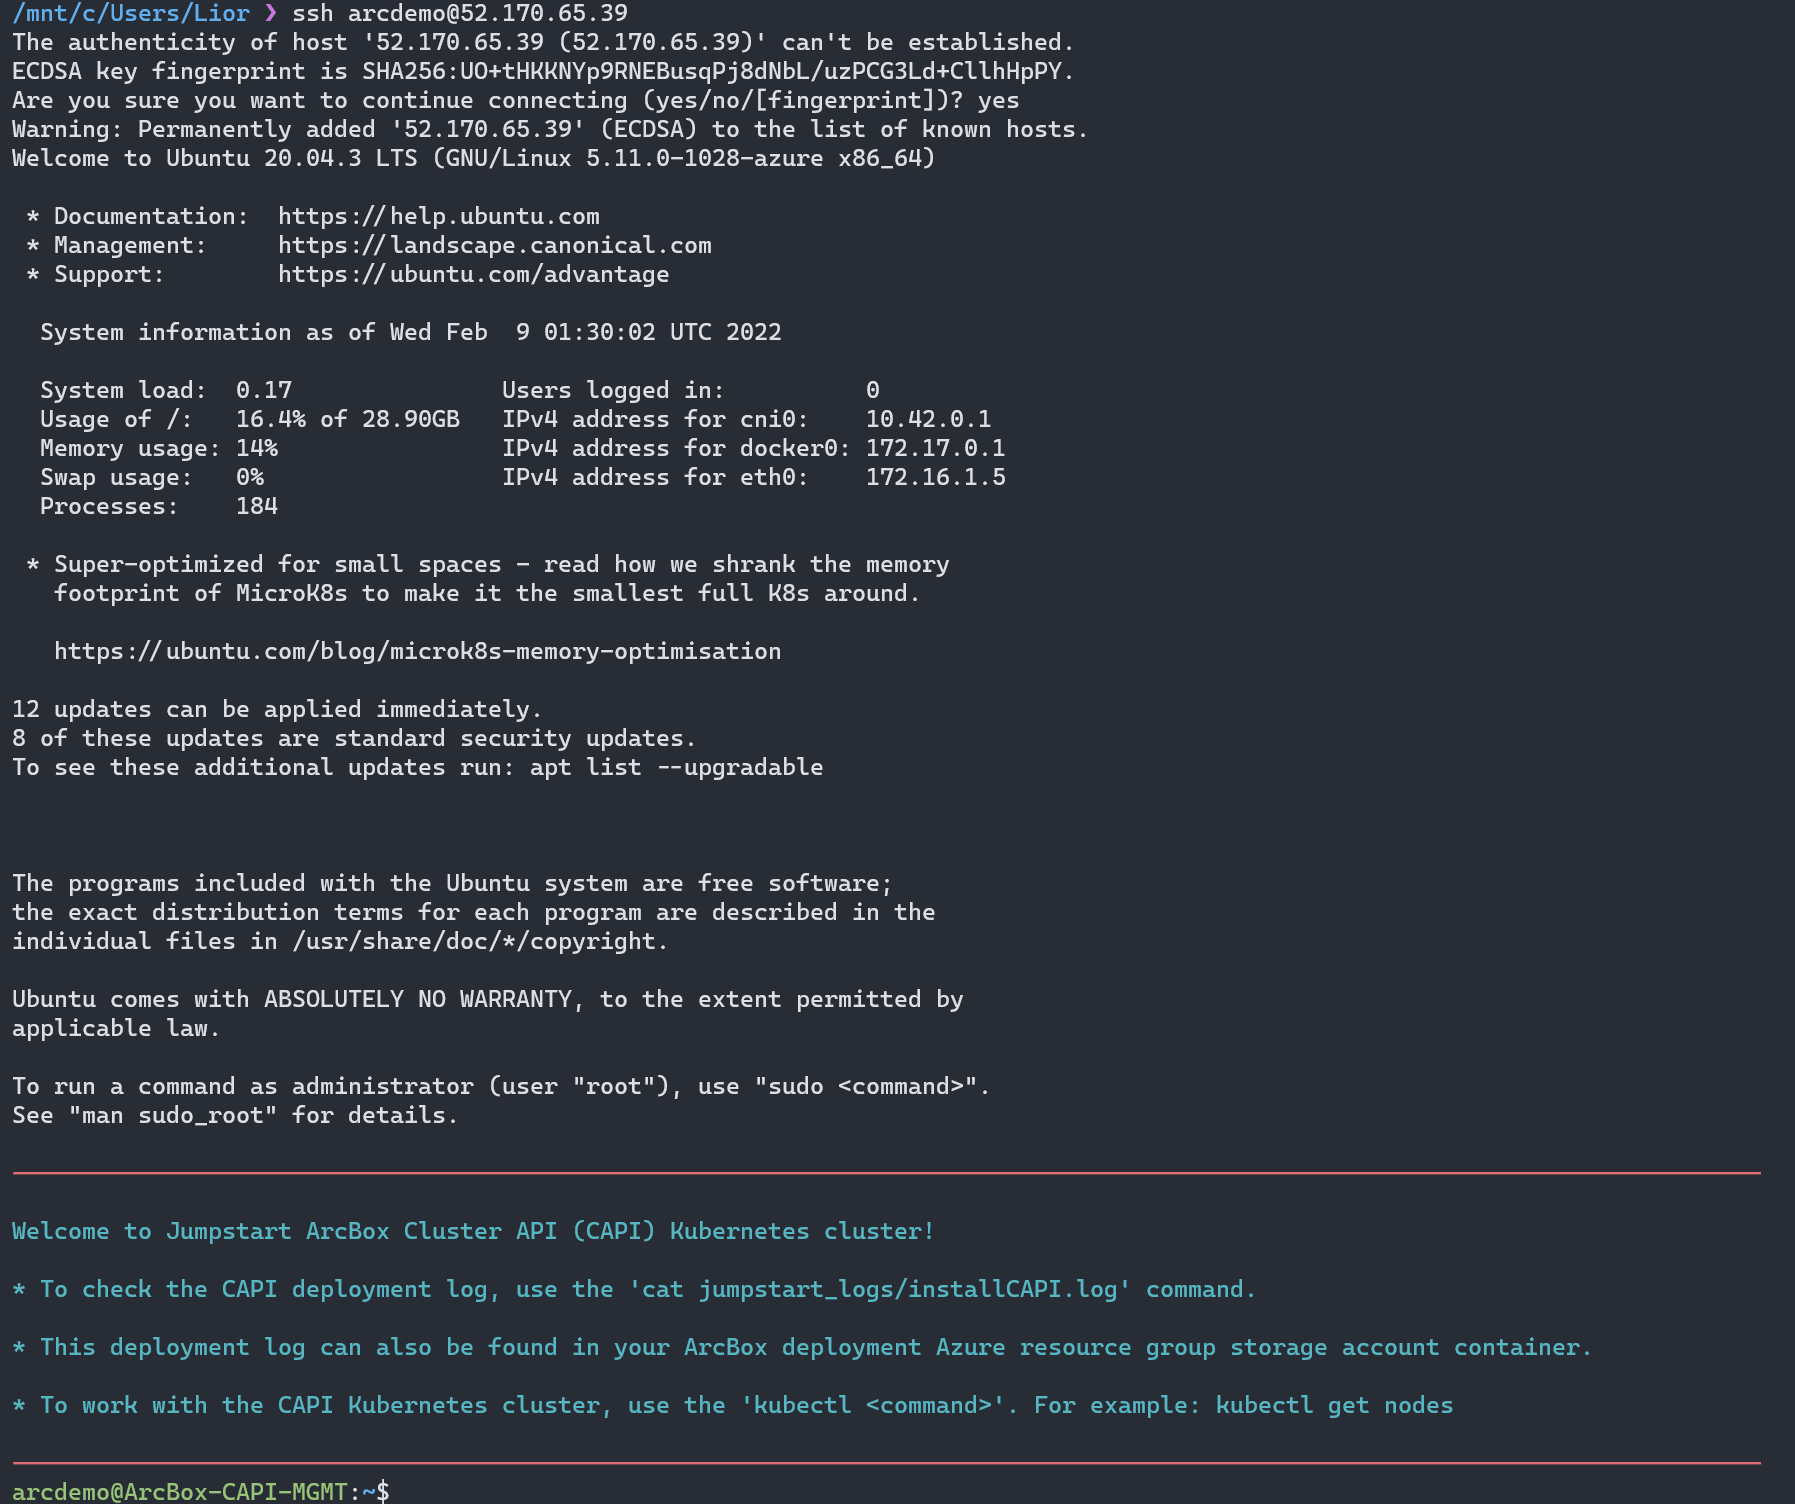 /mnt/c/Users/Lior ❯ ssh arcdemo@52.170.65.39
The authenticity of host '52.170.65.39 (52.170.65.39)' can't be established.
ECDSA key fingerprint is SHA256:UO+tHKKNYp9RNEBusqPj8dNbL/uzPCG3Ld+CllhHpPY.
Are you sure you want to continue connecting (yes/no/[fingerprint])? yes
Warning: Permanently added '52.170.65.39' (ECDSA) to the list of known hosts.
Welcome to Ubuntu 20.04.3 LTS (GNU/Linux 5.11.0-1028-azure x86_64)

 * Documentation:  https://help.ubuntu.com
 * Management:     https://landscape.canonical.com
 * Support:        https://ubuntu.com/advantage

  System information as of Wed Feb  9 01:30:02 UTC 2022

  System load:  0.17               Users logged in:          0
  Usage of /:   16.4% of 28.90GB   IPv4 address for cni0:    10.42.0.1
  Memory usage: 14%                IPv4 address for docker0: 172.17.0.1
  Swap usage:   0%                 IPv4 address for eth0:    172.16.1.5
  Processes:    184

 * Super-optimized for small spaces - read how we shrank the memory
   footprint of MicroK8s to make it the smallest full K8s around.

   https://ubuntu.com/blog/microk8s-memory-optimisation

12 updates can be applied immediately.
8 of these updates are standard security updates.
To see these additional updates run: apt list --upgradable

The programs included with the Ubuntu system are free software;
the exact distribution terms for each program are described in the
individual files in /usr/share/doc/*/copyright.

Ubuntu comes with ABSOLUTELY NO WARRANTY, to the extent permitted by
applicable law.

To run a command as administrator (user "root"), use "sudo <command>".
See "man sudo_root" for details.

Welcome to Jumpstart ArcBox Cluster API (CAPI) Kubernetes cluster!

* To check the CAPI deployment log, use the 'cat jumpstart_logs/installCAPI.log' command.

* This deployment log can also be found in your ArcBox deployment Azure resource group storage account container.

* To work with the CAPI Kubernetes cluster, use the 'kubectl <command>'. For example: kubectl get nodes

arcdemo@ArcBox-CAPI-MGMT:~$